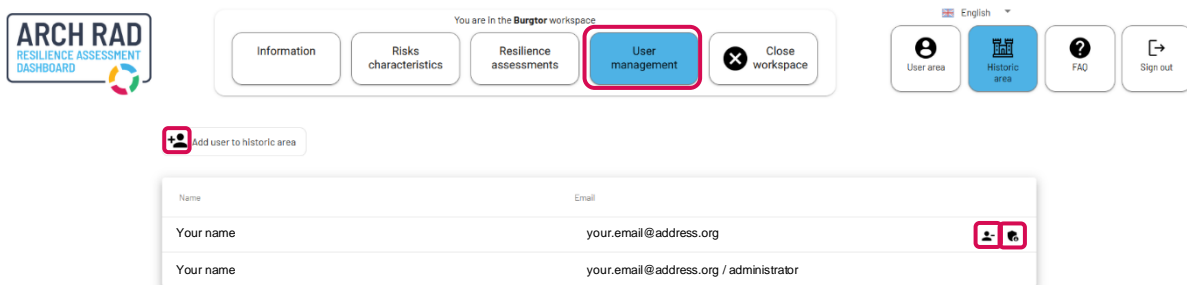 ARCH RAD
RESILIENCE ASSESSMENT
DASHBOARD
You are in the Burgtor workspace
Information
Risks
characteristics
Resilience
assessments
User
management
Close
workspace
English
User area
Historic
area
FAQ
Sign out
Add user to historic area
Name Email
Your name your.email@address.org
Your name your.email@address.org / administrator